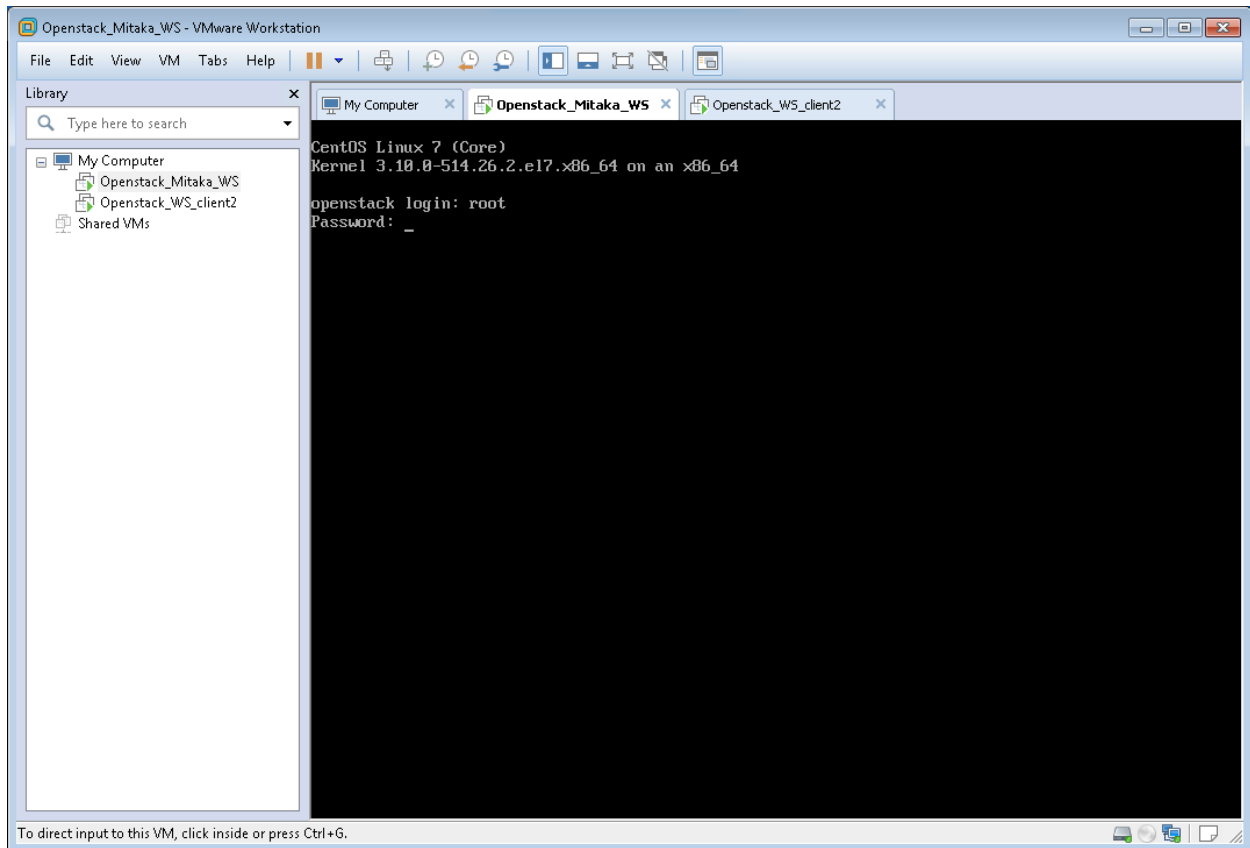 Openstack_Mitaka_WS - VMware Workstation
File Edit View VM Tabs Help
Library
Type here to search
My Computer
Openstack_Mitaka_WS
Openstack_WS_client2
Shared VMs
My Computer Openstack_Mitaka_WS Openstack_WS_client2
CentOS Linux 7 (Core)
Kernel 3.10.0-514.26.2.el7.x86_64 on an x86_64
openstack login: root
Password: _
To direct input to this VM, click inside or press Ctrl+G.